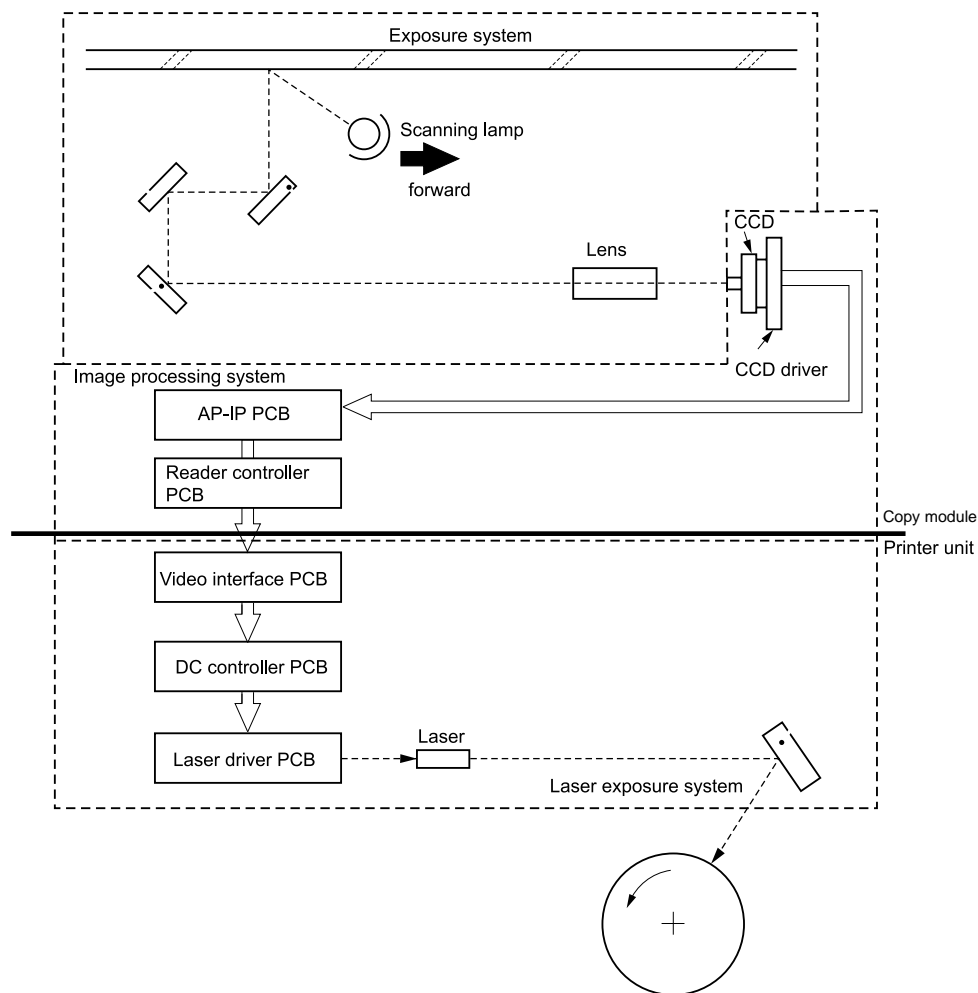 Exposure system
Scanning lamp
forward
CCD
Lens
CCD driver
Image processing system
AP-IP PCB
Reader controller
PCB
Copy module
Printer unit
Video interface PCB
DC controller PCB
Laser
Laser driver PCB
Laser exposure system